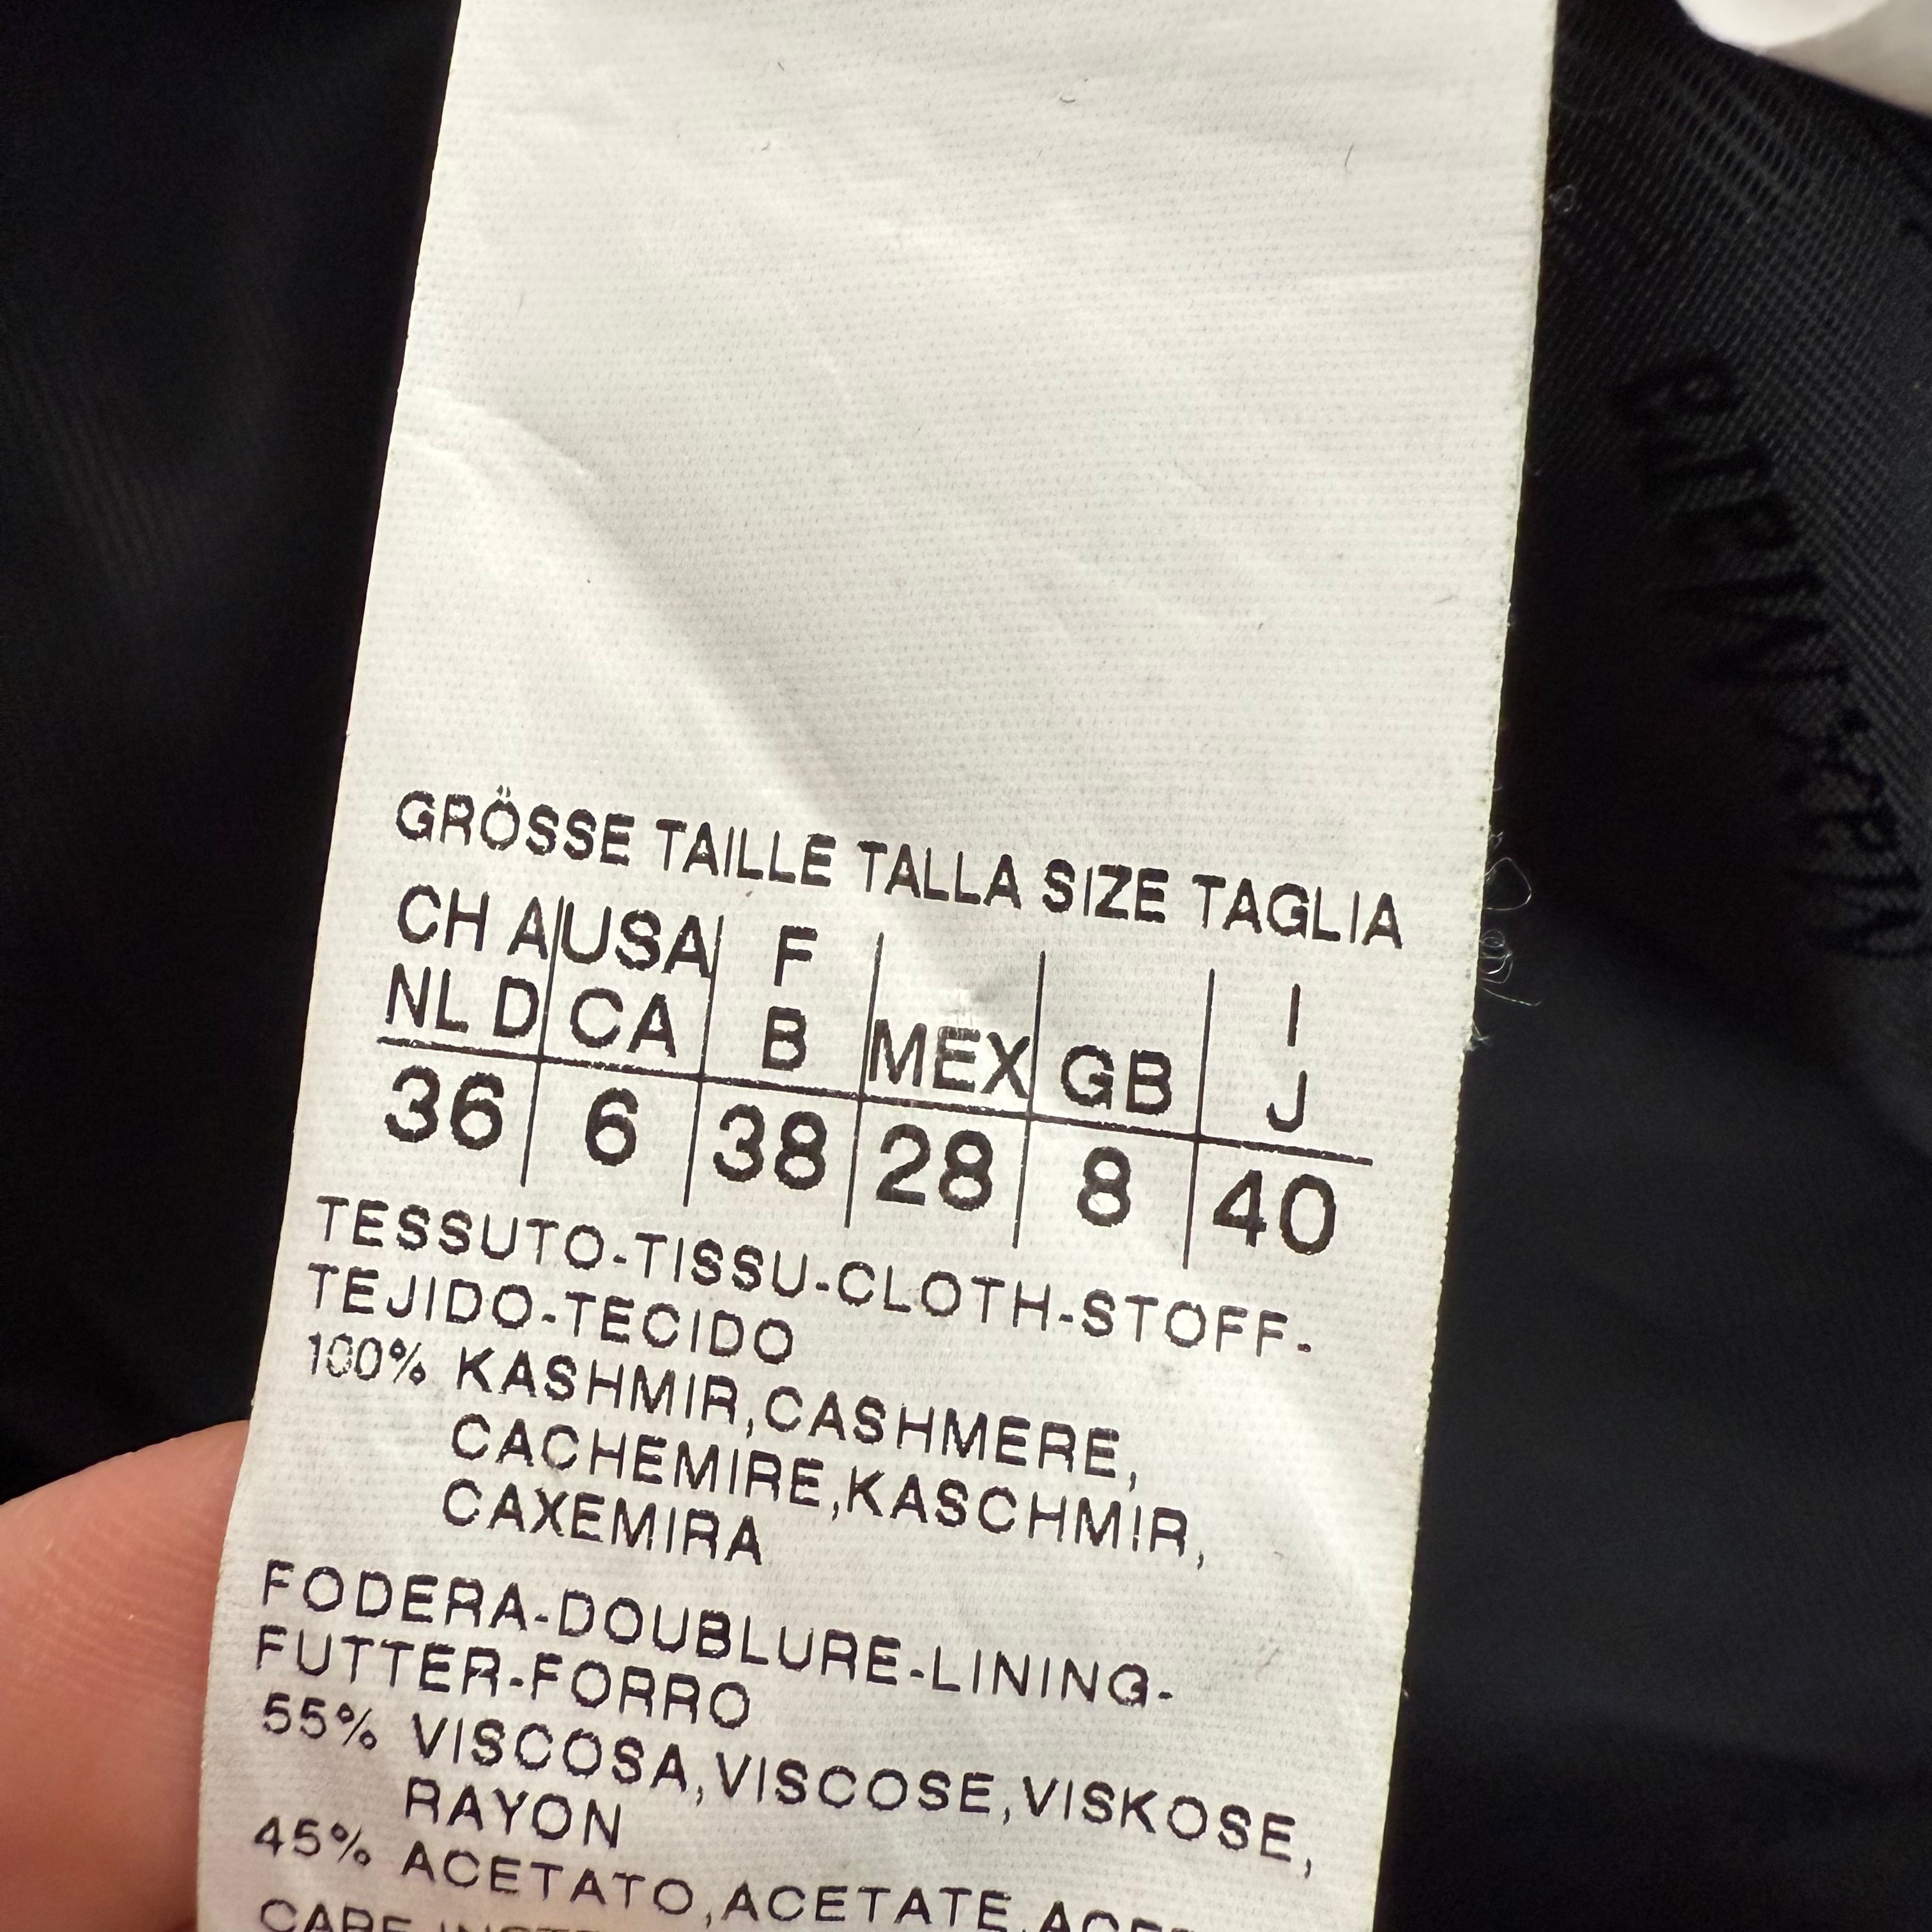 GRÖSSE TAILLE TALLA SIZE TAGLIA
CH A USA F I
NL D CA B MEX GB J
36 6 38 28 8 40
TESSUTO-TISSU-CLOTH-STOFF-
TEJIDO-TECIDO
100% KASHMIR,CASHMERE,
CACHEMIRE,KASCHMIR,
CAXEMIRA
FODERA-DOUBLURE-LINING-
FUTTER-FORRO
55% VISCOSA,VISCOSE,VISKOSE,
RAYON
45% ACETATO,ACETATE,
CARE